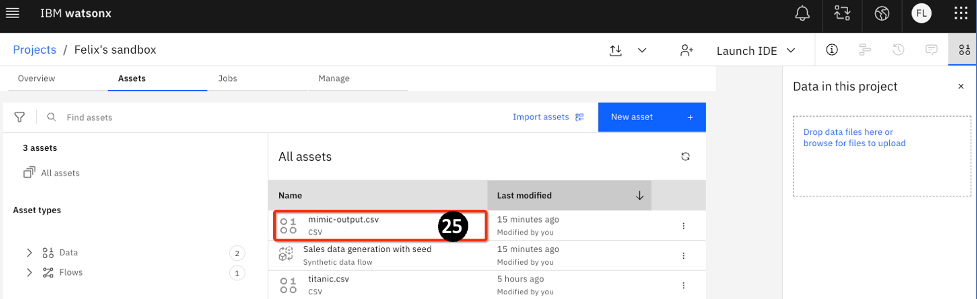 IBM watsonx
FL
Projects / Felix's sandbox
Launch IDE
Overview
Assets
Jobs
Manage
Data in this project
Find assets
Import assets
New asset +
Drop data files here or
browse for files to upload
3 assets
All assets
Asset types
Data 2
Flows 1
All assets
Name
Last modified
mimic-output.csv
CSV
25
15 minutes ago
Modified by you
Sales data generation with seed
Synthetic data flow
15 minutes ago
Modified by you
titanic.csv
CSV
5 hours ago
Modified by you